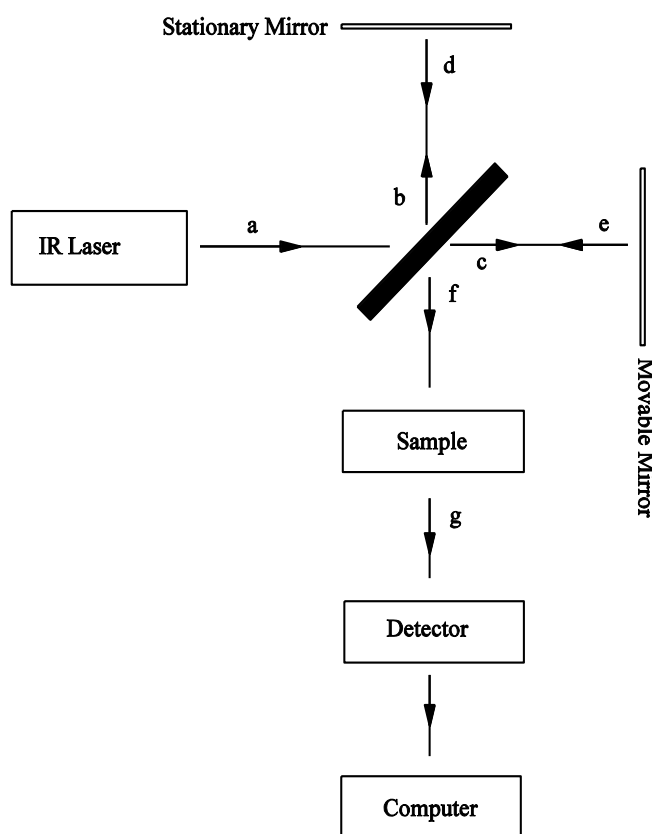 Stationary Mirror
d
b
IR Laser
a
e
c
f
Movable Mirror
Sample
g
Detector
Computer